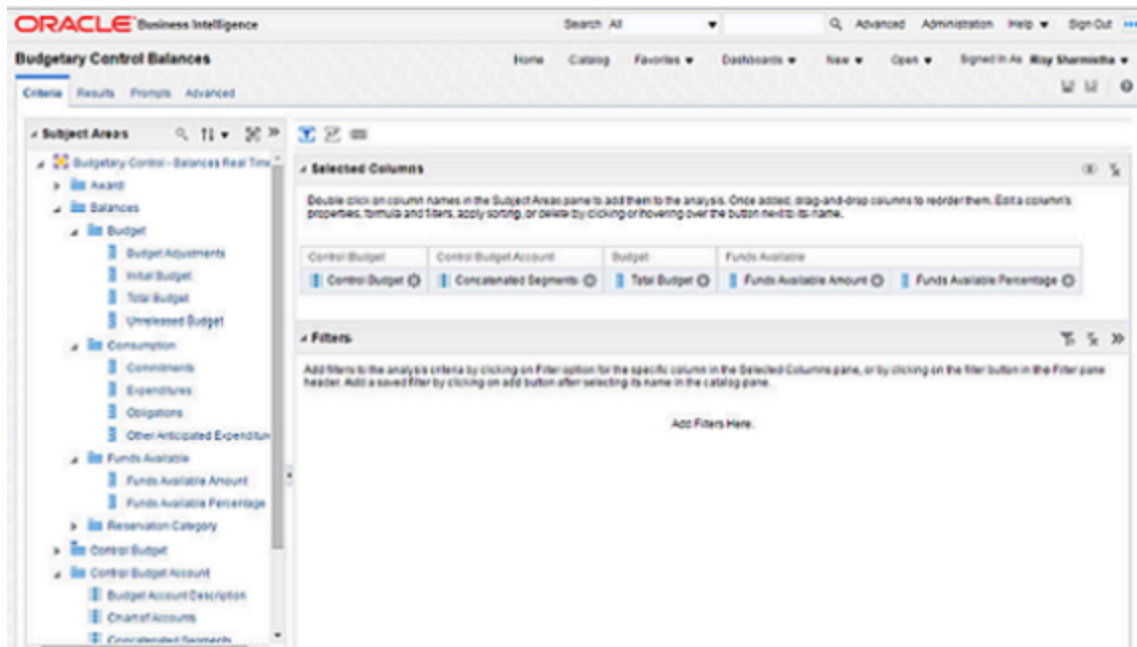 ORACLE Business Intelligence
Search All
Advanced Administration Help Sign Out
Budgetary Control Balances
Home Catalog Favorites Dashboards New Open Signed In As Roy Sharmistha
Criteria Results Prompts Advanced
Subject Areas
Budgetary Control - Balances Real Time
Award
Balances
Budget
Budget Adjustments
Initial Budget
Total Budget
Unreleased Budget
Consumption
Commitments
Expenditures
Obligations
Other Anticipated Expenditure
Funds Available
Funds Available Amount
Funds Available Percentage
Reservation Category
Control Budget
Control Budget Account
Budget Account Description
Chart of Accounts
Concatenated Segments
Selected Columns
Double click on column names in the Subject Areas pane to add them to the analysis. Once added, drag-and-drop columns to reorder them. Edit a column's
properties, formula and filters, apply sorting, or delete by clicking or hovering over the button next to its name.
Control Budget Control Budget Account Budget Funds Available
Control Budget Concatenated Segments Total Budget Funds Available Amount Funds Available Percentage
Filters
Add filters to the analysis criteria by clicking on Filter option for the specific column in the Selected Columns pane, or by clicking on the filter button in the Filter pane
header. Add a saved filter by clicking on add button after selecting its name in the catalog pane.
Add Filters Here.